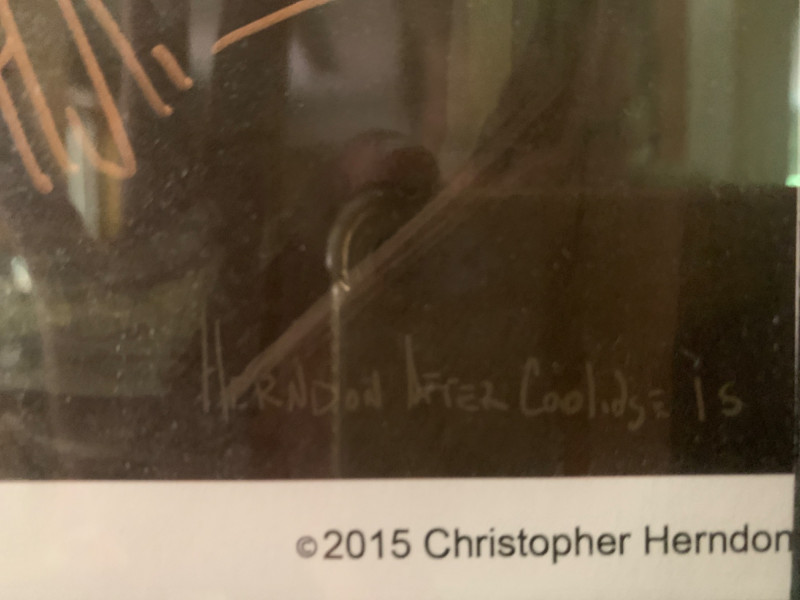 HERNDON AFTER Coolidge '15
©2015 Christopher Herndon